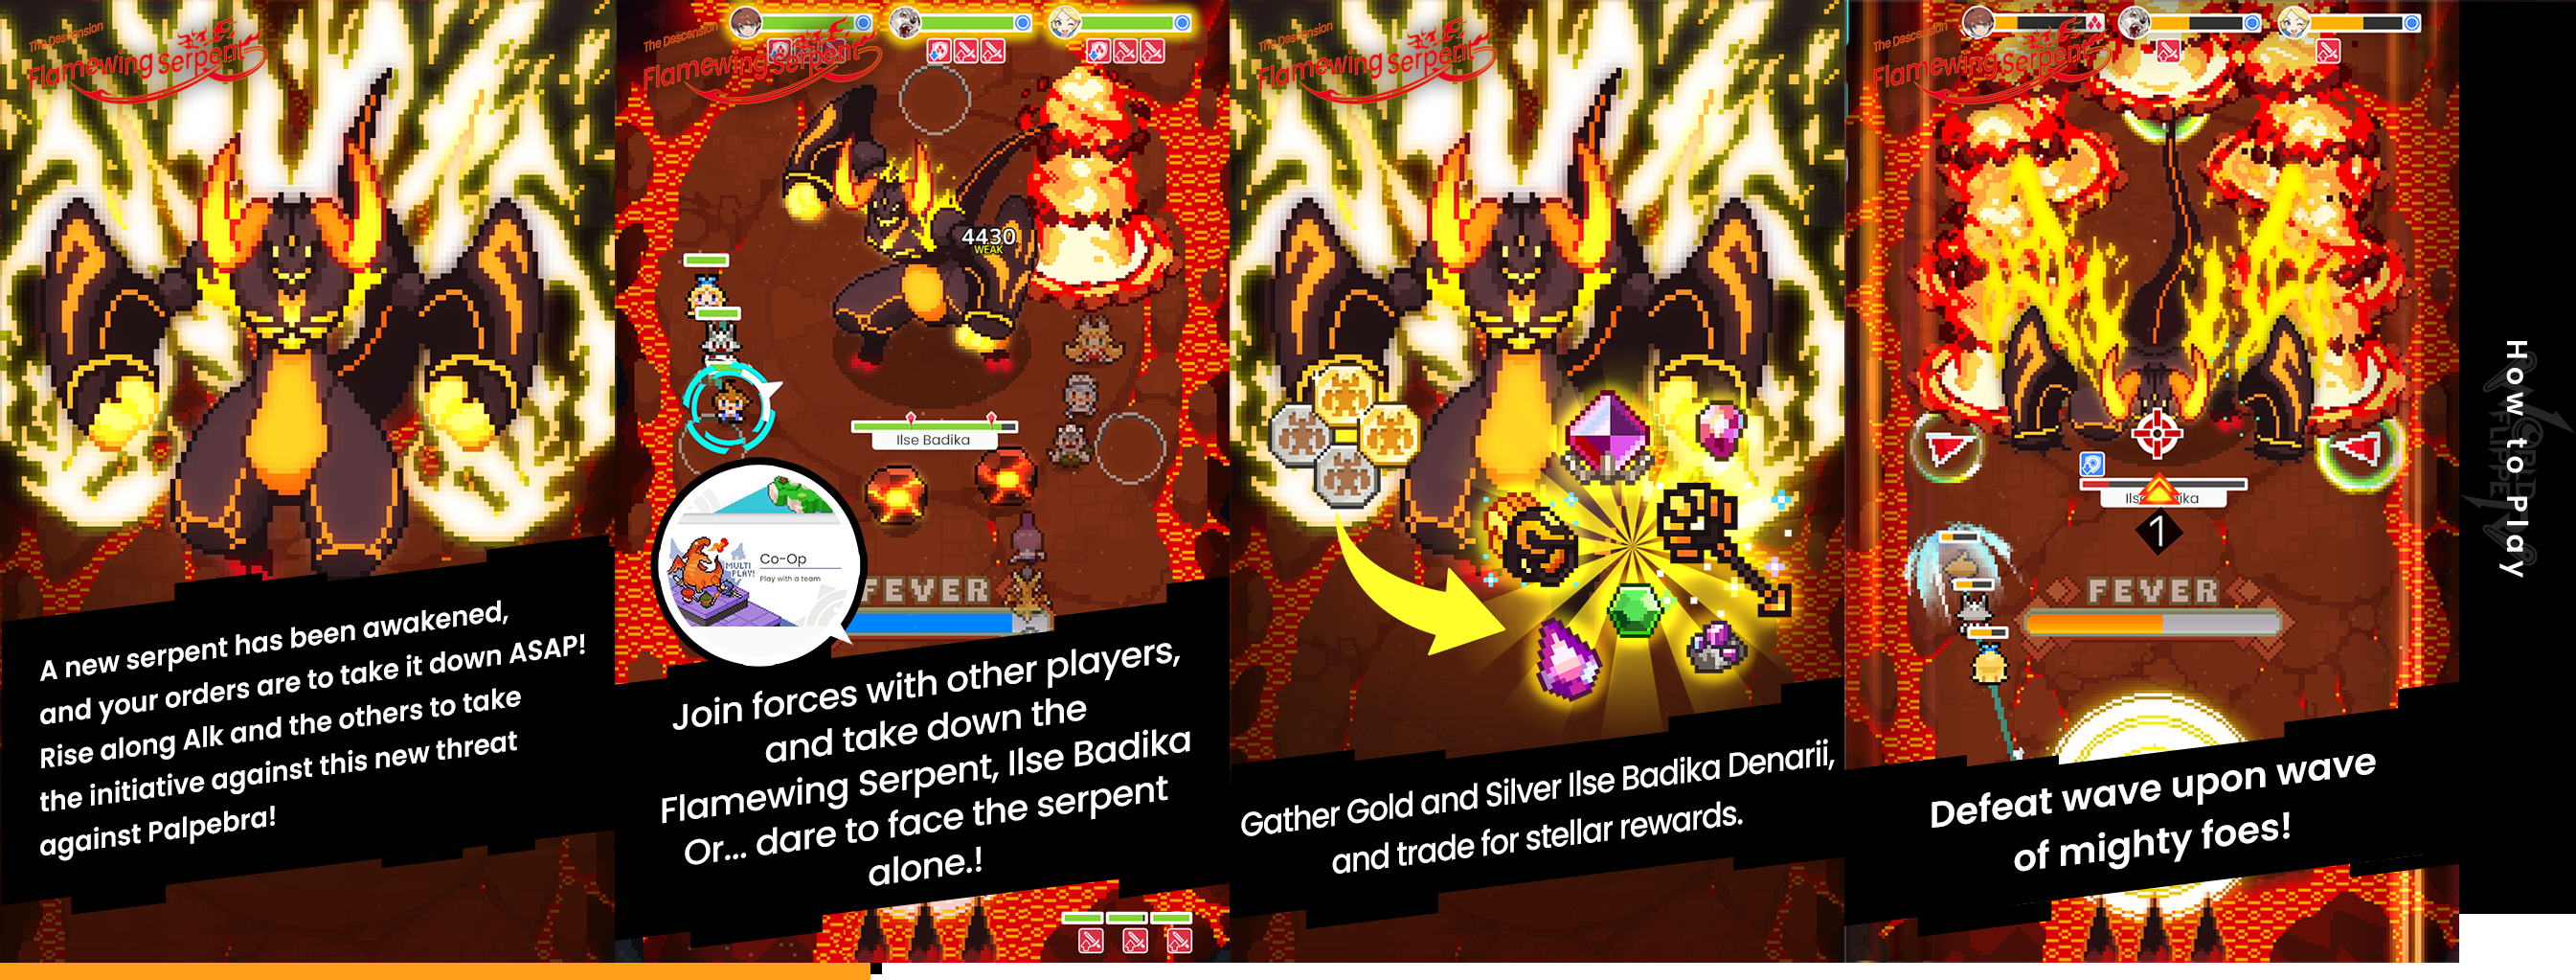 The Descension
Flamewing serpent
A new serpent has been awakened,
and your orders are to take it down ASAP!
Rise along Alk and the others to take
the initiative against this new threat
against Palpebra!
The Descension
Flamewing serpent
4430
WEAK
Ilse Badika
MULTI
PLAY!
Co-Op
Play with a team
FEVER
Join forces with other players,
and take down the
Flamewing Serpent, Ilse Badika
Or... dare to face the serpent
alone.!
The Descension
Flamewing serpent
Gather Gold and Silver Ilse Badika Denarii,
and trade for stellar rewards.
The Descension
Flamewing serpent
1
FEVER
Defeat wave upon wave
of mighty foes!
How to Play